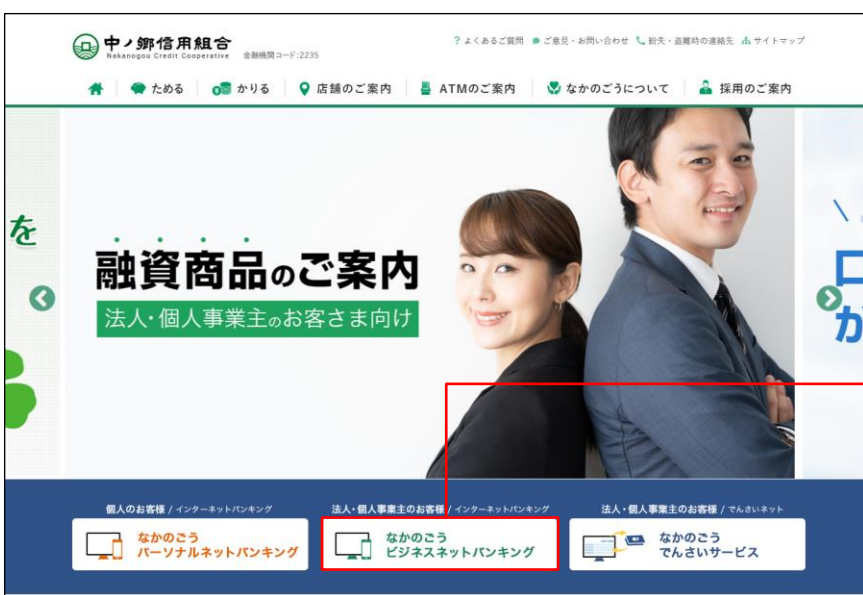 中ノ郷信用組合
Nakanogou Credit Cooperative
金融機関コード:2235
? よくあるご質問 ご意見・お問い合わせ 紛失・盗難時の連絡先 サイトマップ
ためる かりる 店舗のご案内 ATMのご案内 なかのごうについて 採用のご案内
を
融資商品のご案内
法人・個人事業主のお客さま向け
口
が
個人のお客様 / インターネットバンキング
なかのごう
パーソナルネットバンキング
法人・個人事業主のお客様 / インターネットバンキング
なかのごう
ビジネスネットバンキング
法人・個人事業主のお客様 / でんさいネット
なかのごう
でんさいサービス